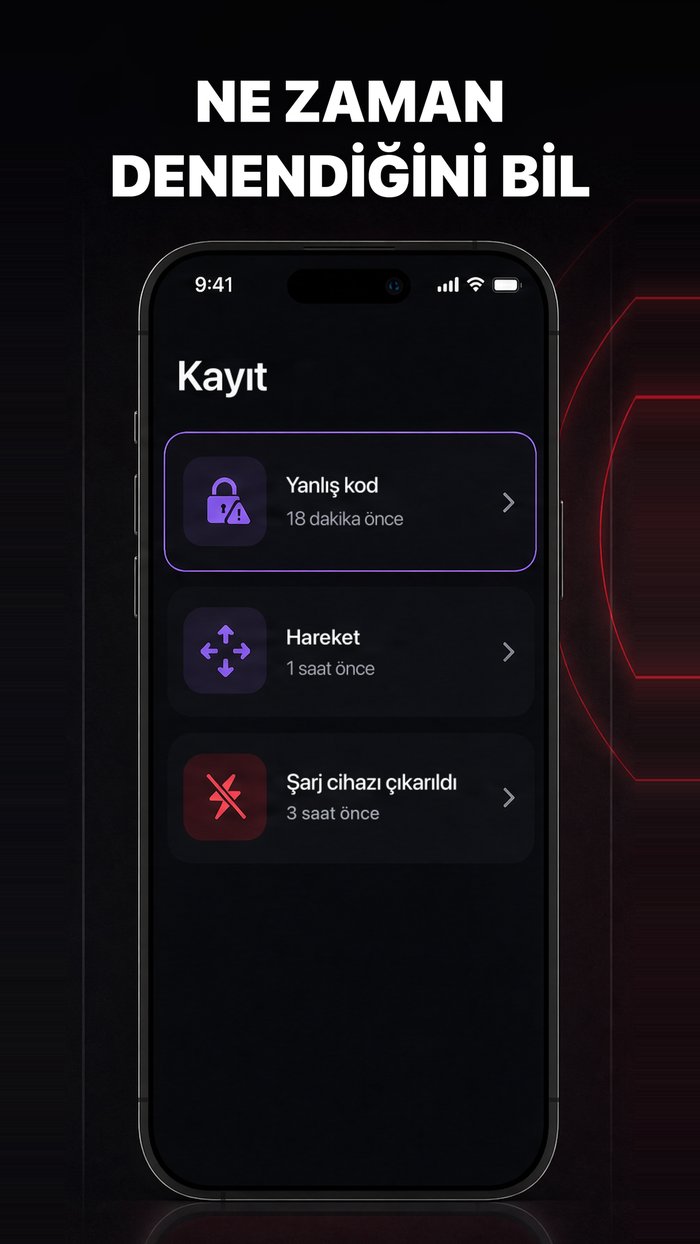 NE ZAMAN
DENENDİĞİNİ BİL
9:41
Kayıt
Yanlış kod
18 dakika önce
Hareket
1 saat önce
Şarj cihazı çıkarıldı
3 saat önce